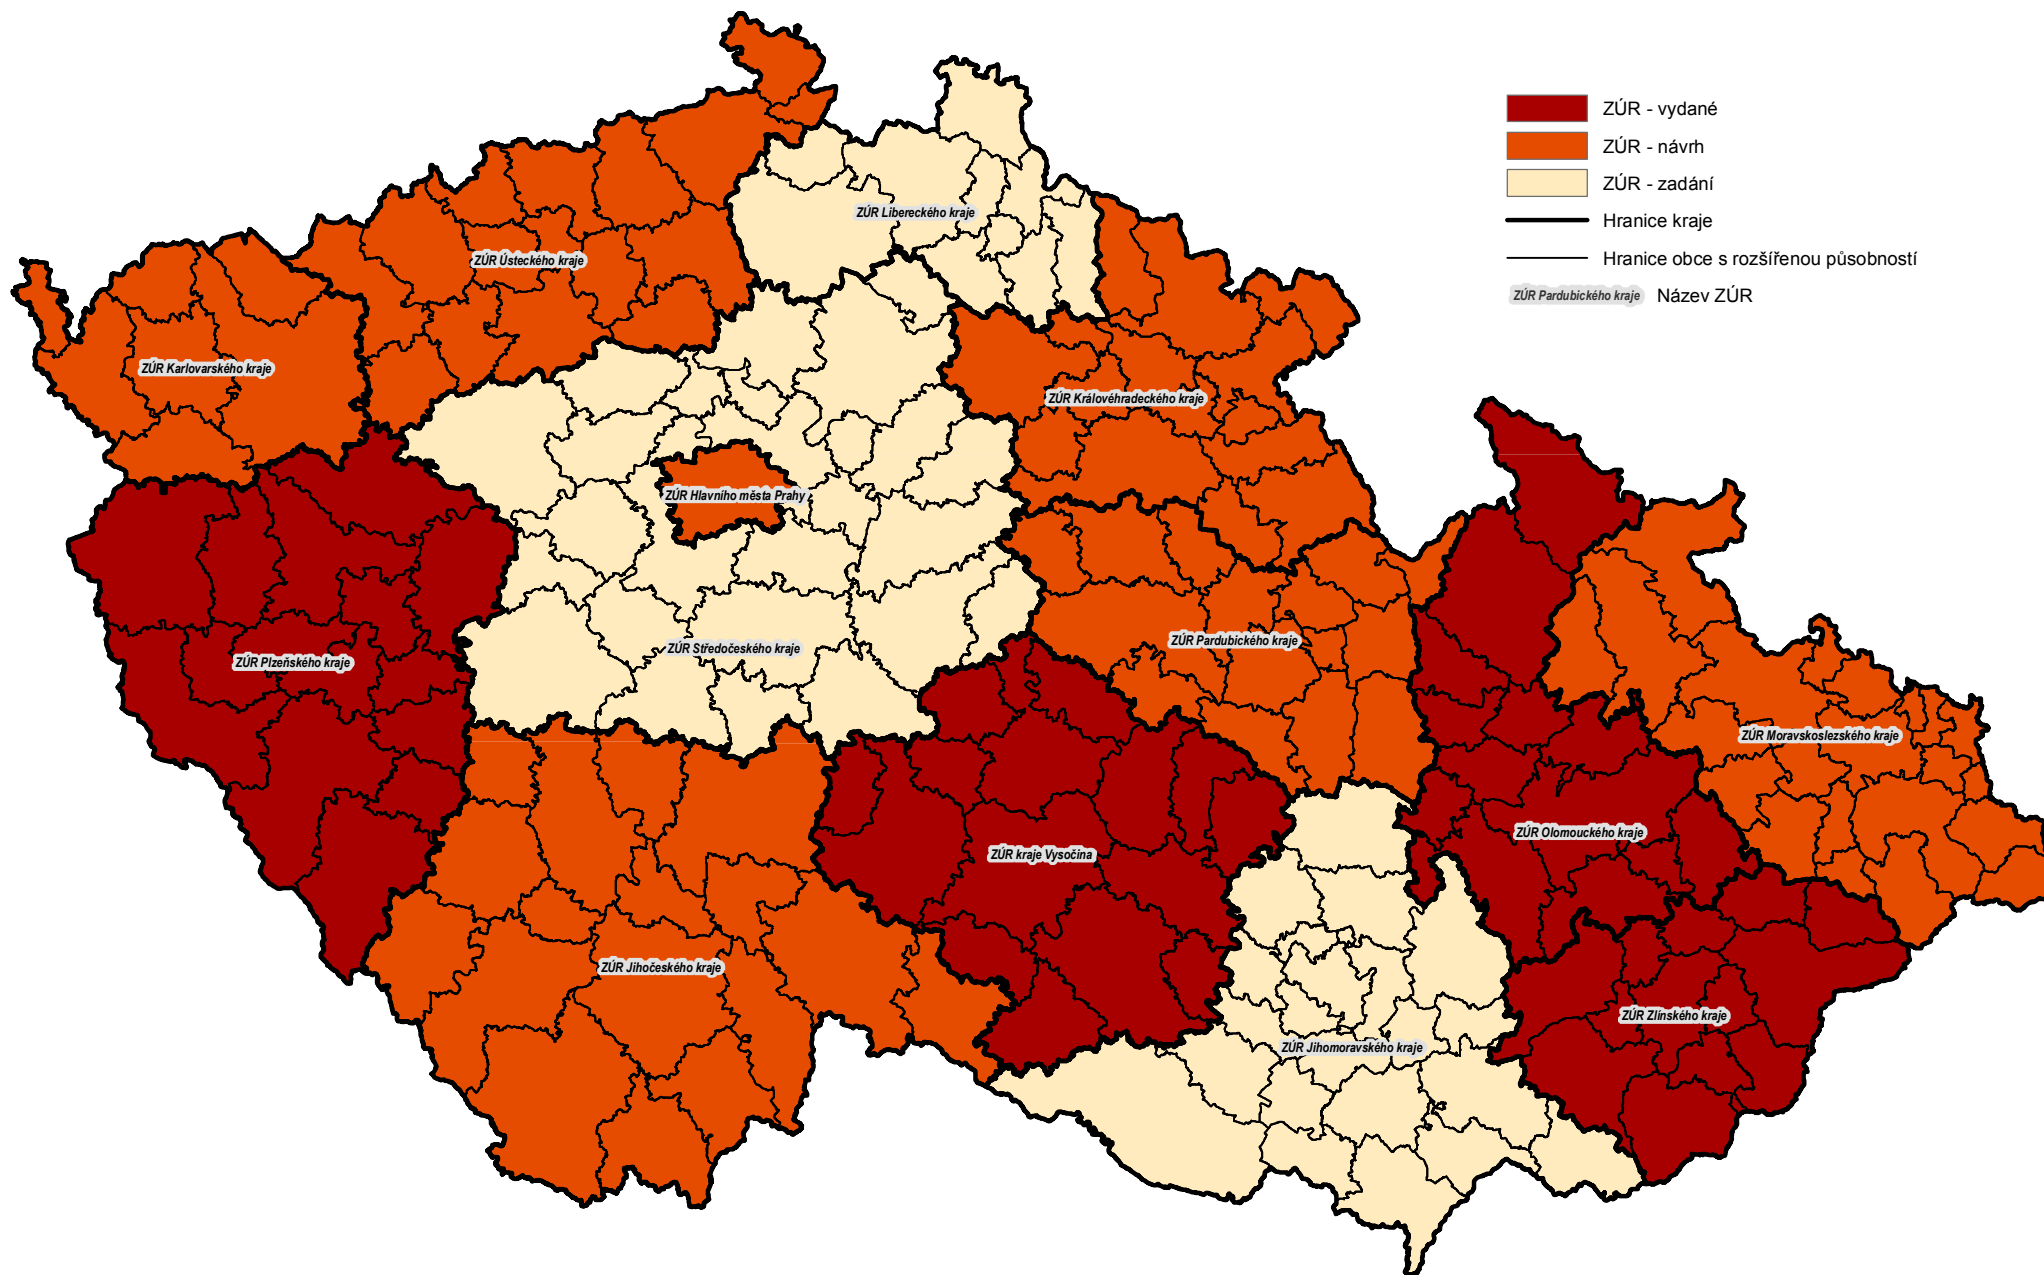 ZÚR - vydané
ZÚR - návrh
ZÚR - zadání
Hranice kraje
Hranice obce s rozšířenou působností
ZÚR Pardubického kraje Název ZÚR
ZÚR Libereckého kraje
ZÚR Ústeckého kraje
ZÚR Karlovarského kraje
ZÚR Královéhradeckého kraje
ZÚR Hlavního města Prahy
ZÚR Pardubického kraje
ZÚR Středočeského kraje
ZÚR Plzeňského kraje
ZÚR Moravskoslezského kraje
ZÚR Olomouckého kraje
ZÚR kraje Vysočina
ZÚR Jihočeského kraje
ZÚR Zlínského kraje
ZÚR Jihomoravského kraje